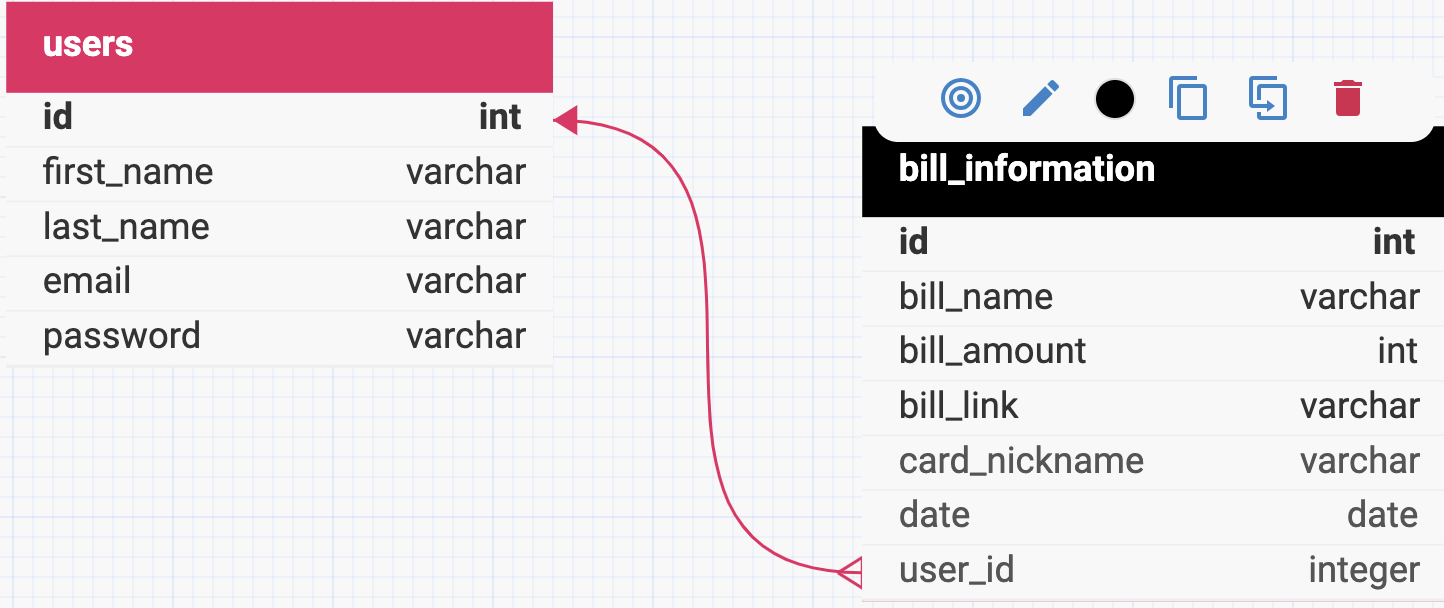 users
id int
first_name varchar
last_name varchar
email varchar
password varchar
bill_information
id int
bill_name varchar
bill_amount int
bill_link varchar
card_nickname varchar
date date
user_id integer